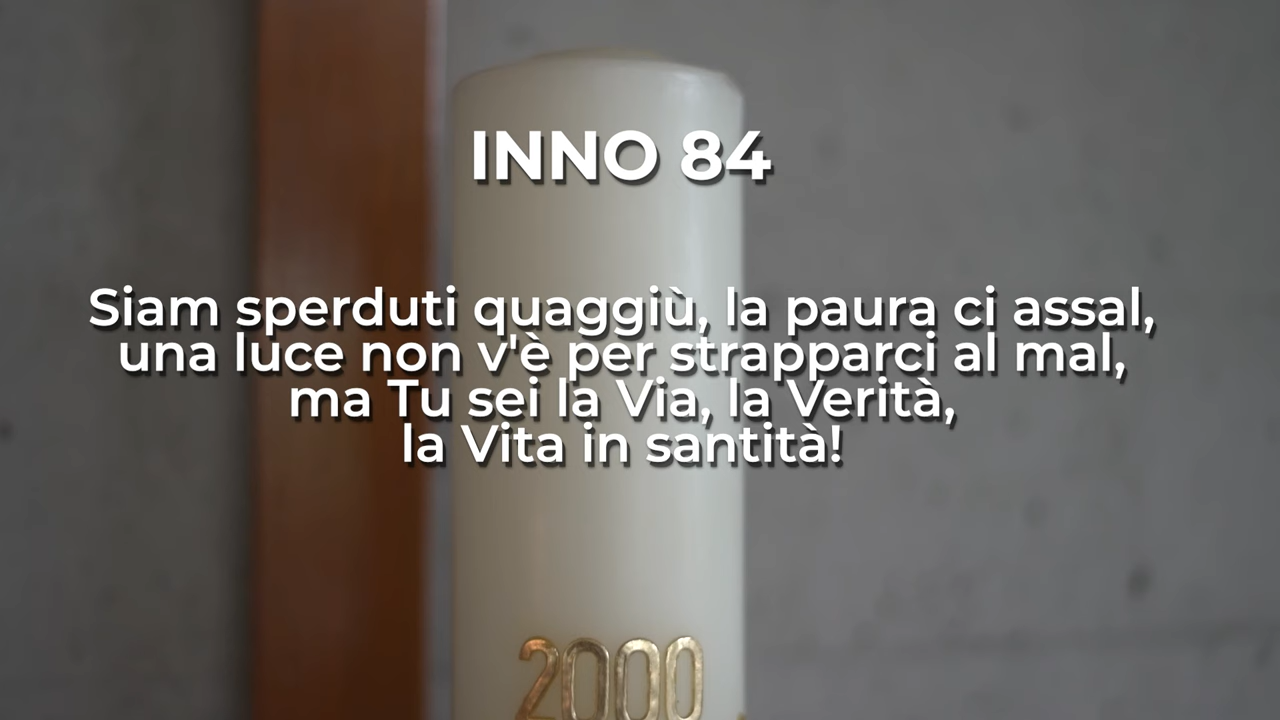 INNO 84
Siam sperduti quaggiù, la paura ci assal,
una luce non v'è per strapparci al mal,
ma Tu sei la Via, la Verità,
la Vita in santità!
2000